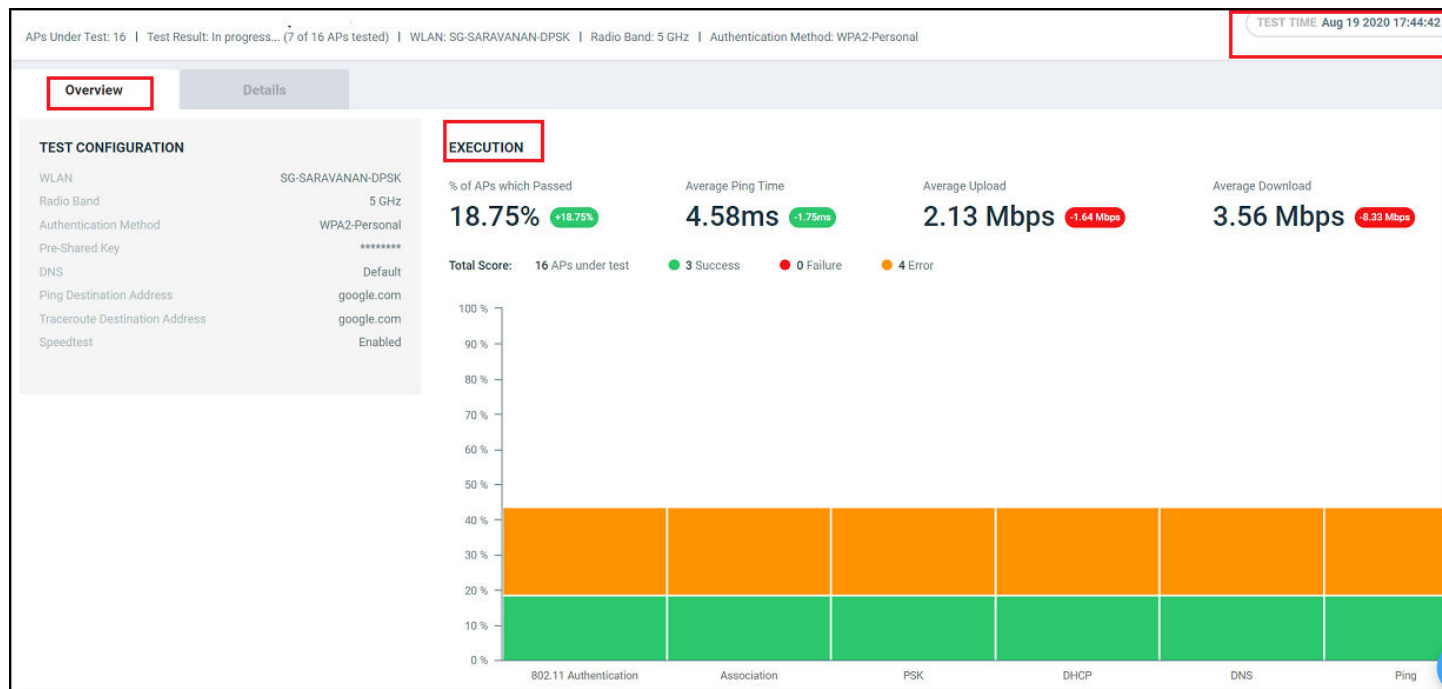 TEST TIME Aug 19 2020 17:44:42
APs Under Test: 16 | Test Result: In progress... (7 of 16 APs tested) | WLAN: SG-SARAVANAN-DPSK | Radio Band: 5 GHz | Authentication Method: WPA2-Personal
Overview Details
TEST CONFIGURATION
WLAN SG-SARAVANAN-DPSK
Radio Band 5 GHz
Authentication Method WPA2-Personal
Pre-Shared Key ********
DNS Default
Ping Destination Address google.com
Traceroute Destination Address google.com
Speedtest Enabled
EXECUTION
% of APs which Passed Average Ping Time Average Upload Average Download
18.75% +18.75% 4.58ms -1.75ms 2.13 Mbps -1.64 Mbps 3.56 Mbps -8.33 Mbps
Total Score: 16 APs under test 3 Success 0 Failure 4 Error
100 %
90 %
80 %
70 %
60 %
50 %
40 %
30 %
20 %
10 %
0 %
802.11 Authentication Association PSK DHCP DNS Ping